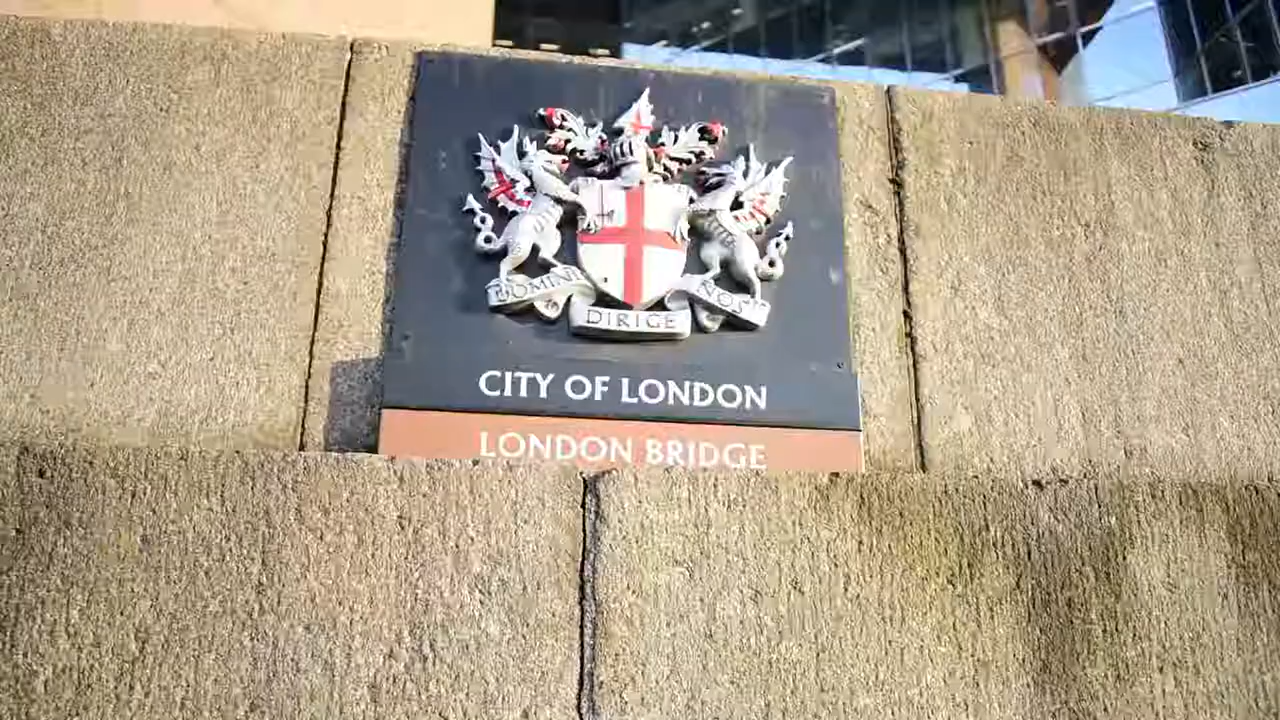 DOMINE
DIRIGE
NOS
CITY OF LONDON
LONDON BRIDGE